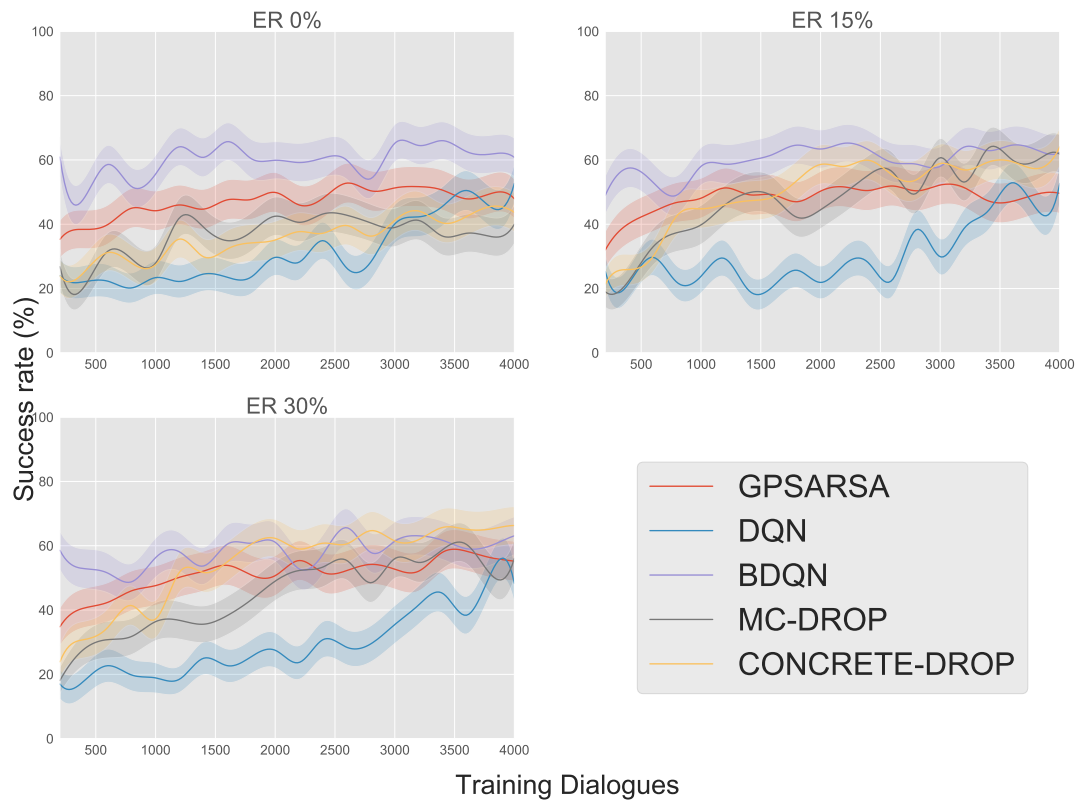 ER 0%
100
80
60
40
20
0
500 1000 1500 2000 2500 3000 3500 4000
ER 15%
100
80
60
40
20
0
500 1000 1500 2000 2500 3000 3500 4000
Success rate (%)
ER 30%
100
80
60
40
20
0
500 1000 1500 2000 2500 3000 3500 4000
GPSARSA
DQN
BDQN
MC-DROP
CONCRETE-DROP
Training Dialogues